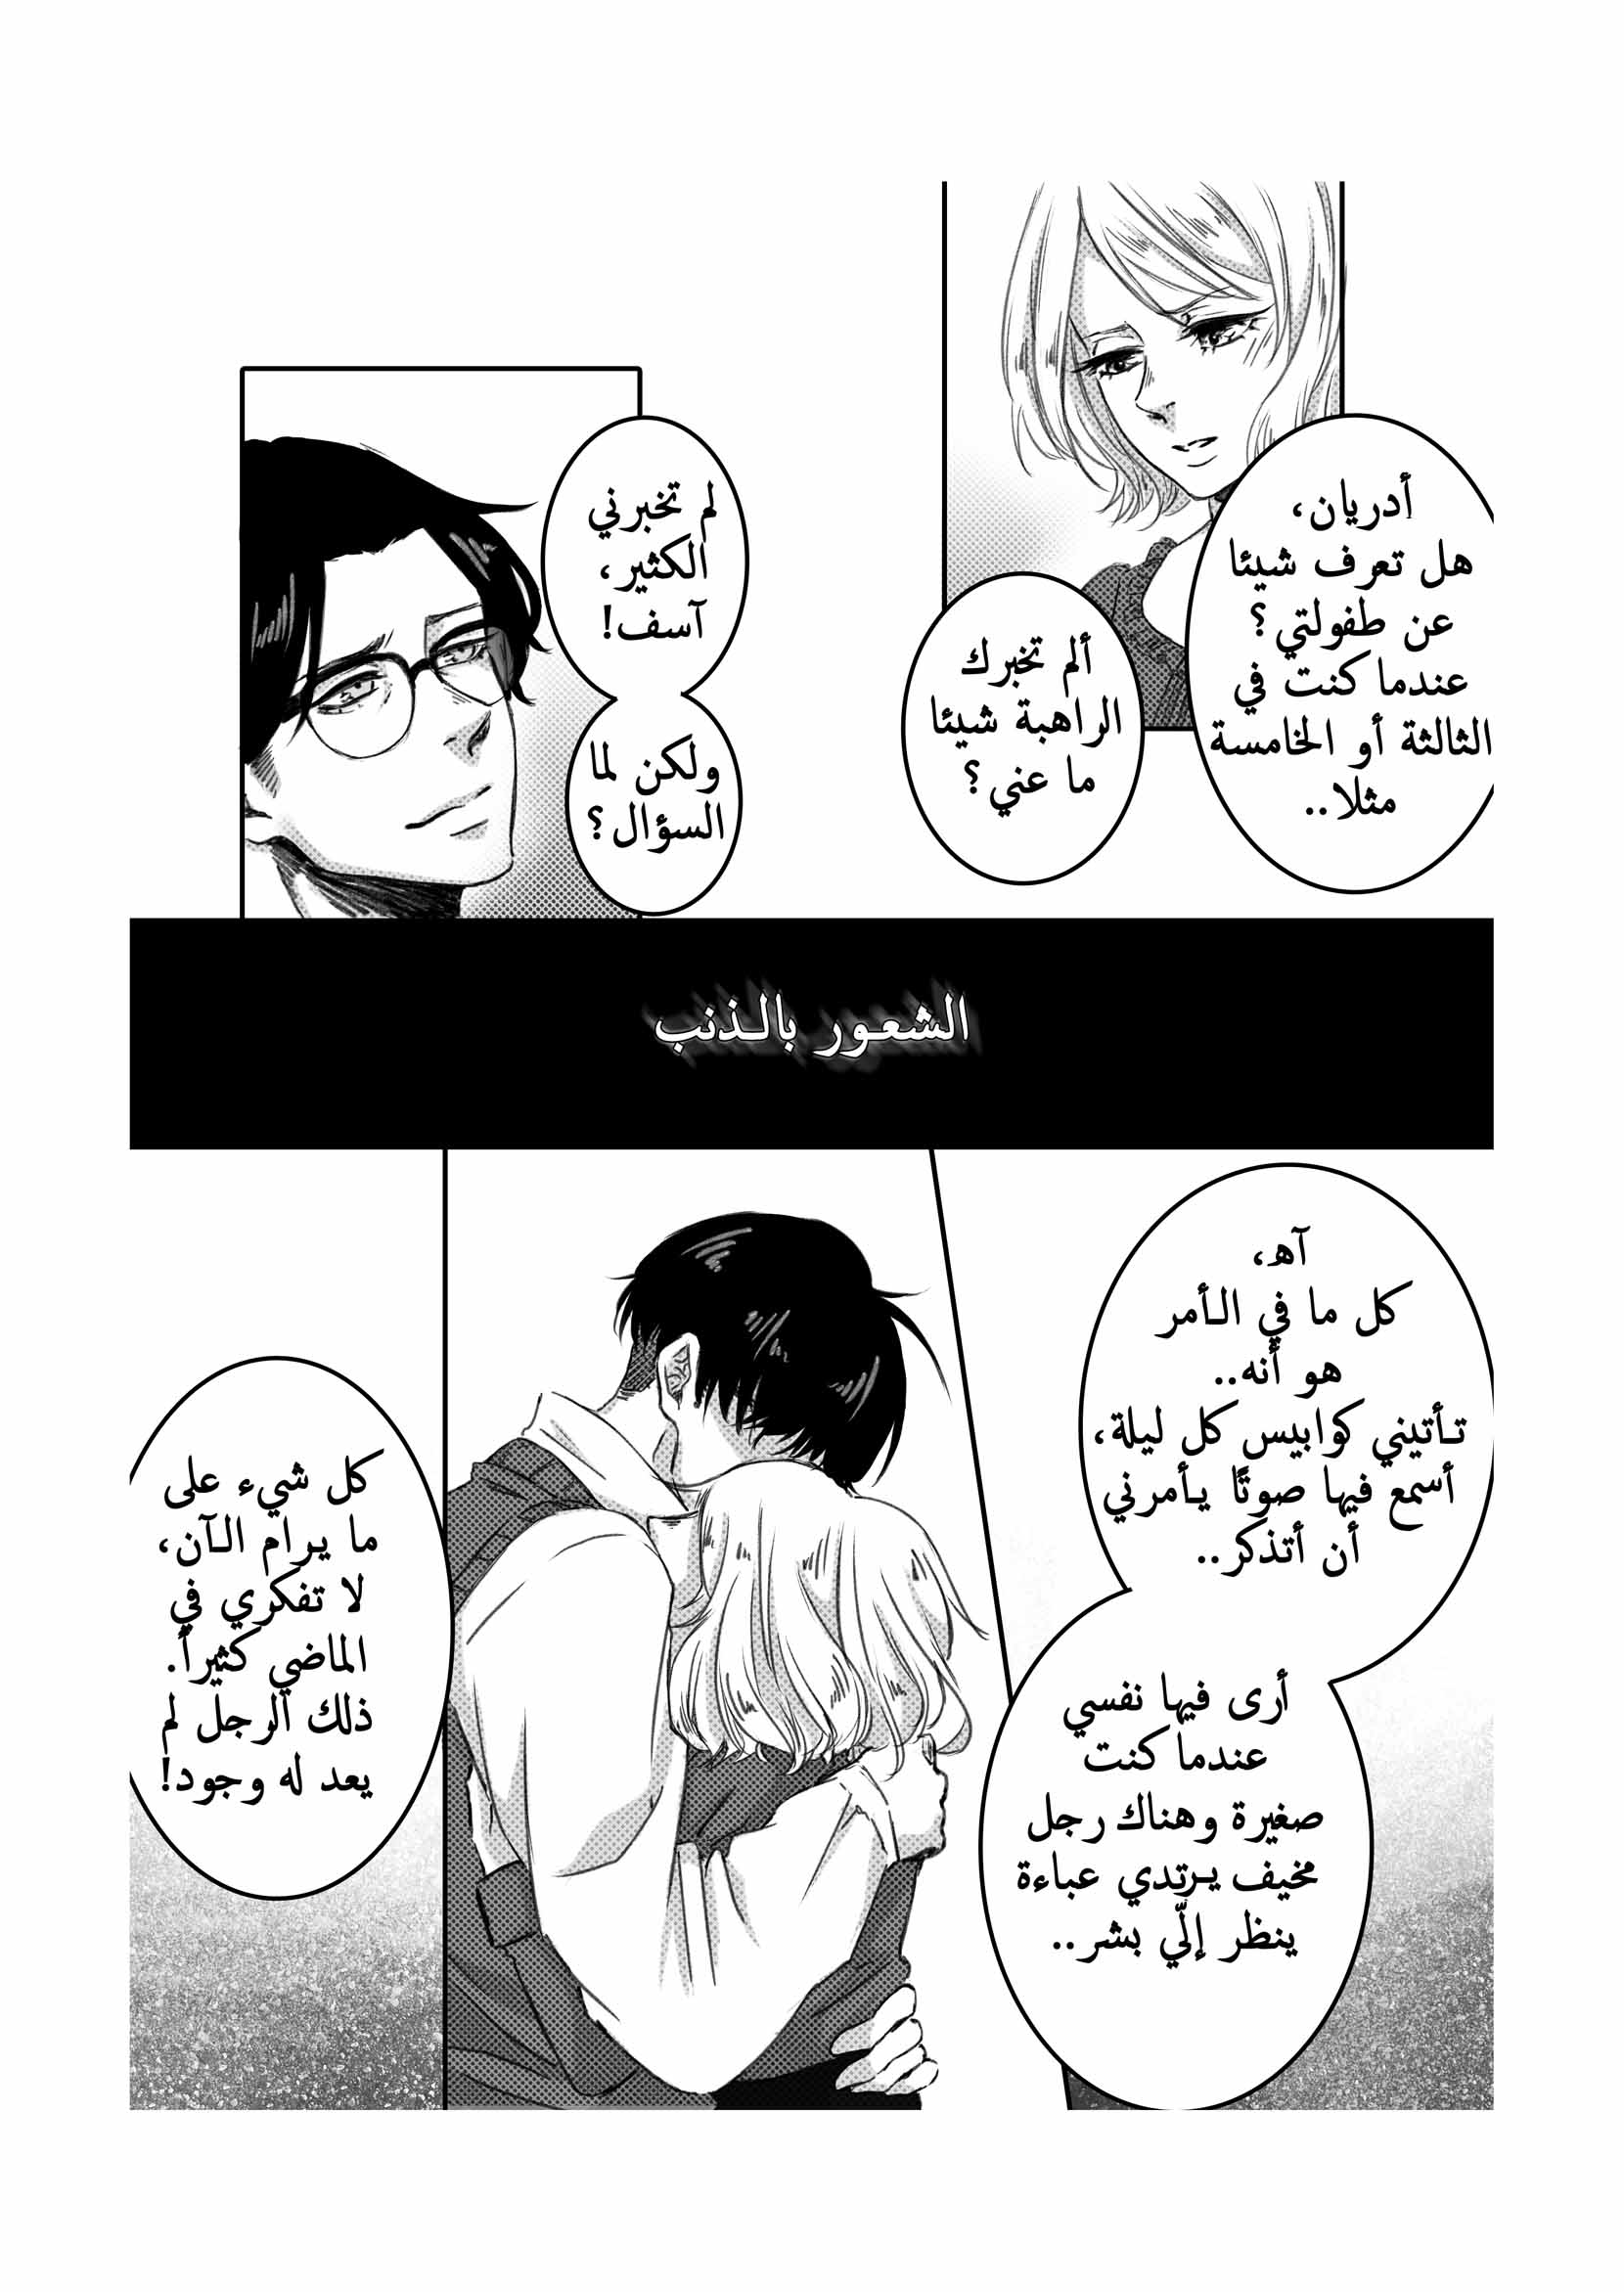 أدريان،
هل تعرف شيئا
عن طفولتي؟
عندما كنت في
الثالثة أو الخامسة
مثلا..
ألم تخبرك
الراهبة شيئا
ما عني؟
لم تخبرني
الكثير،
آسف!
ولكن لما
السؤال؟
الشعور بالذنب
آه،
كل ما في الأمر
هو أنه..
تأتيني كوابيس كل ليلة،
أسمع فيها صوتًا يأمرني
أن أتذكر..
أرى فيها نفسي
عندما كنت
صغيرة وهناك رجل
مخيف يرتدي عباءة
ينظر إليّ بشر..
كل شيء على
ما يرام الآن،
لا تفكري في
الماضي كثيراً.
ذلك الرجل لم
يعد له وجود!